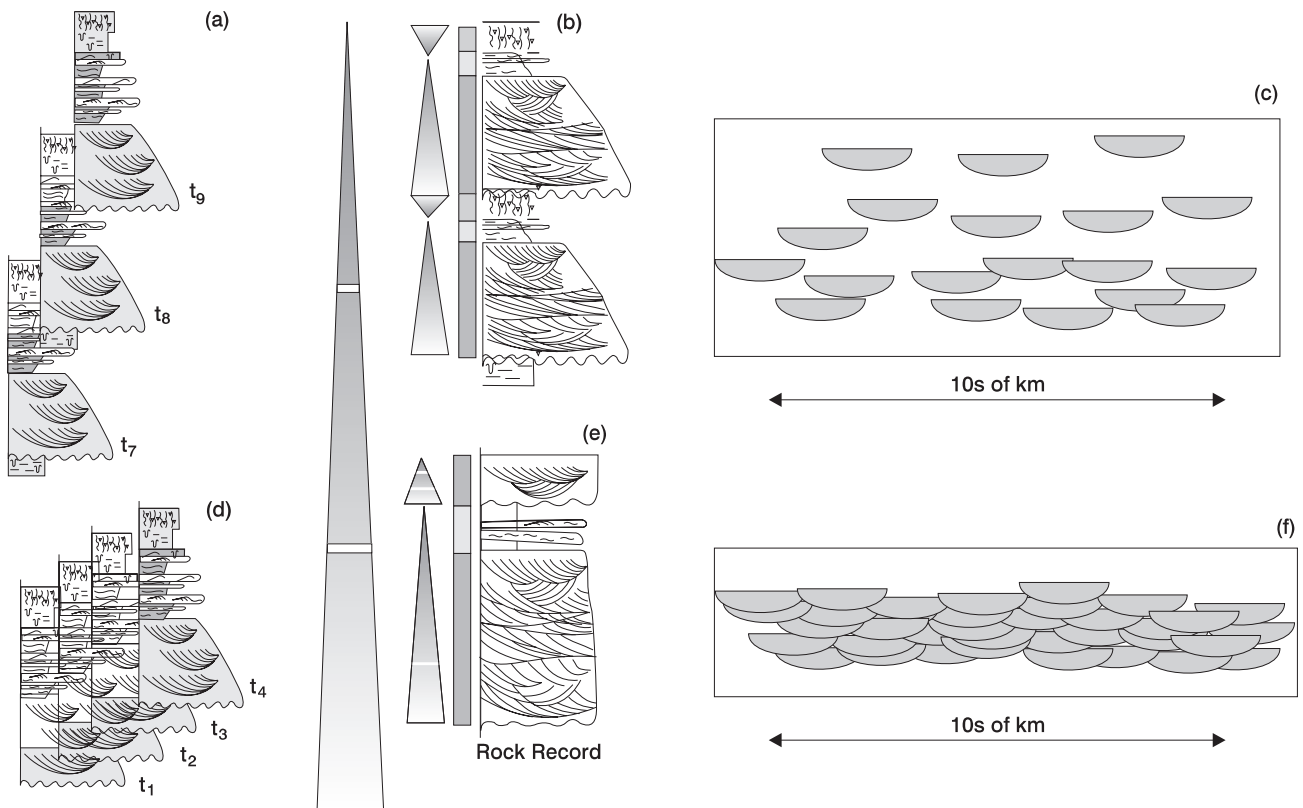 (a)
t9
t8
t7
(b)
(c)
10s of km
(d)
t4
t3
t2
t1
(e)
Rock Record
(f)
10s of km